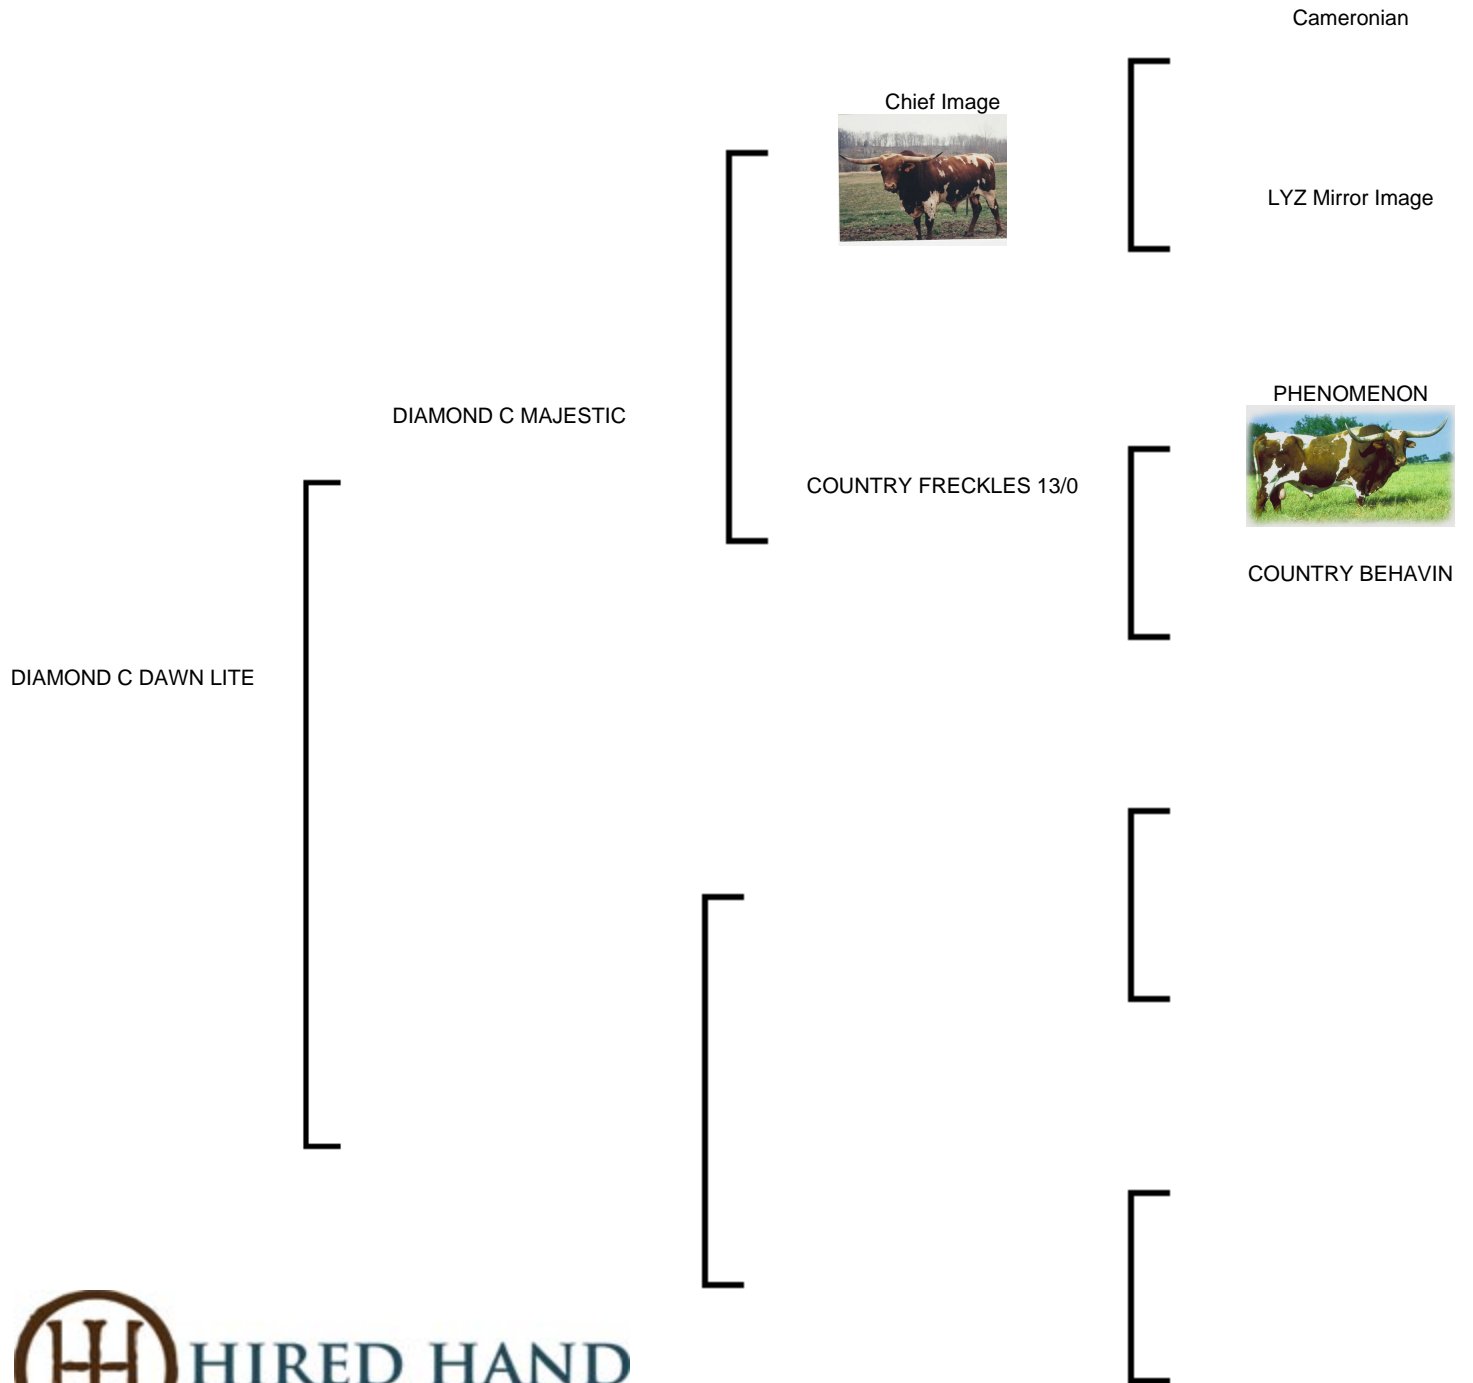 Cameronian
Chief Image
LYZ Mirror Image
PHENOMENON
DIAMOND C MAJESTIC
COUNTRY FRECKLES 13/0
COUNTRY BEHAVIN
DIAMOND C DAWN LITE
HIRED HAND